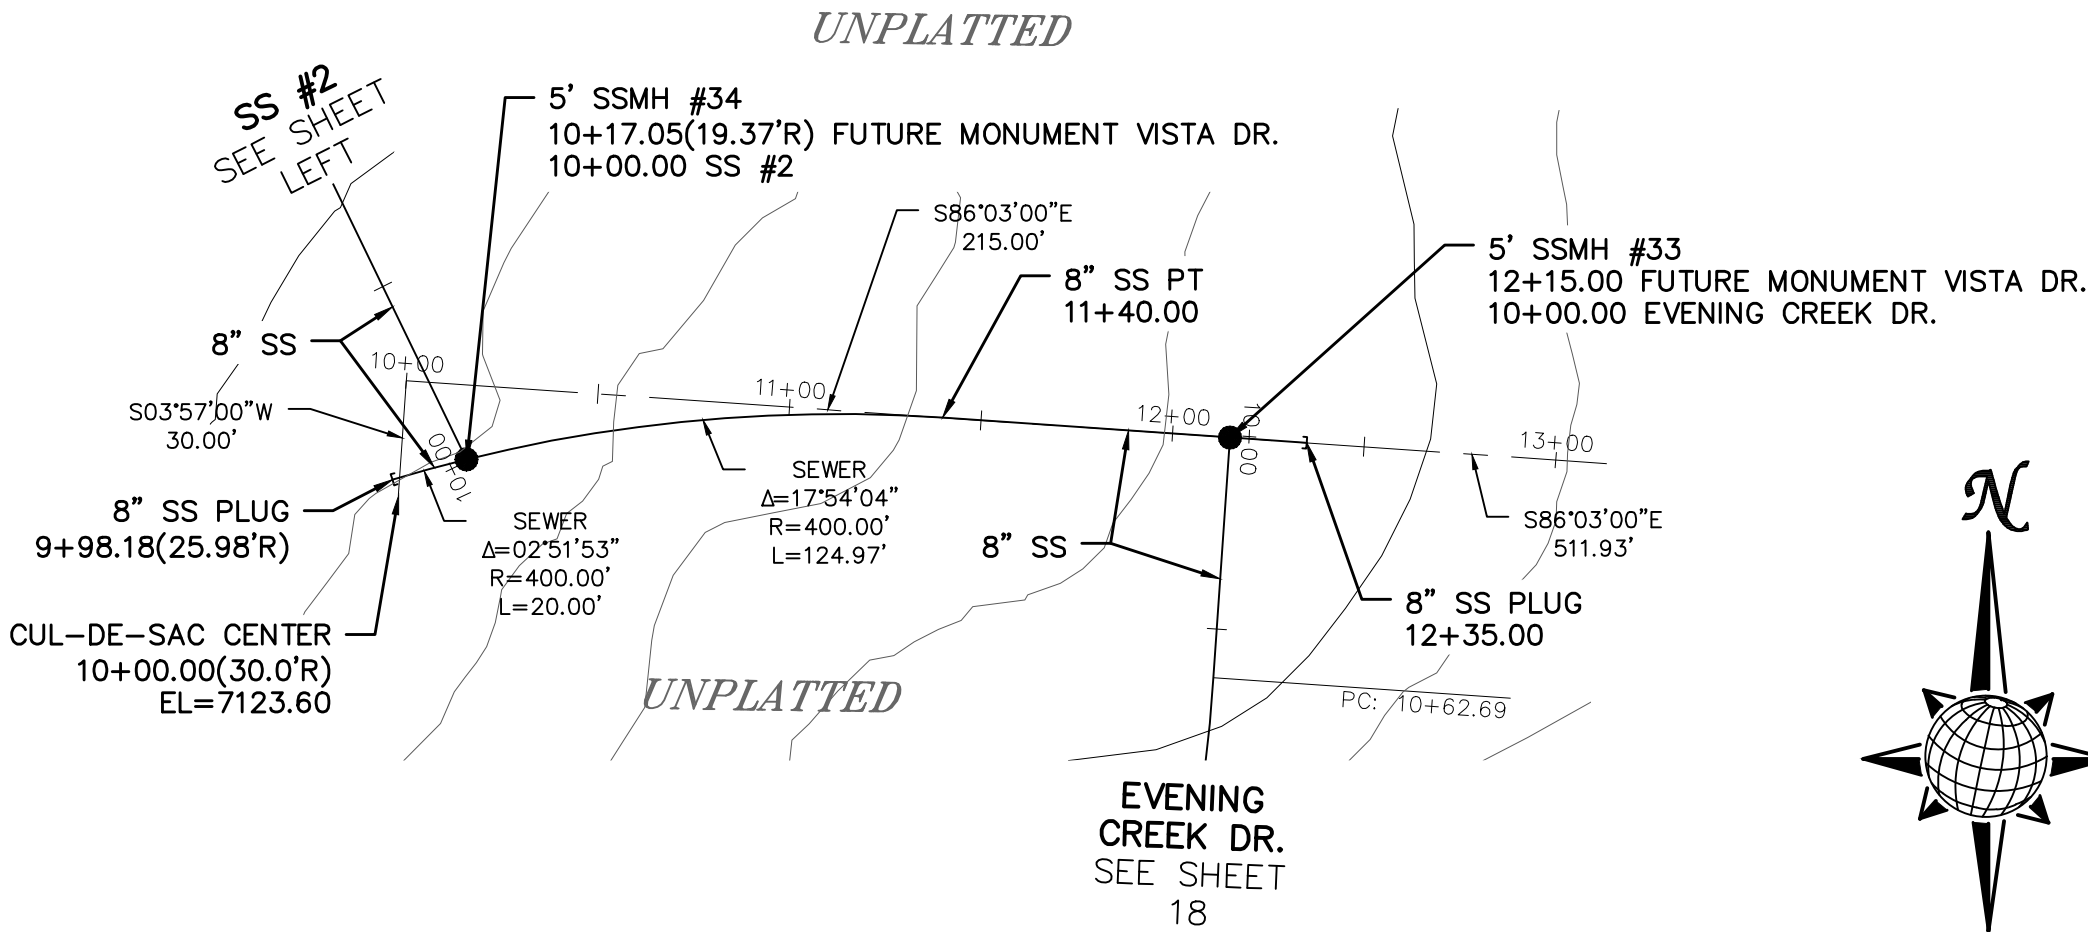 UNPLATTED
SS #2
SEE SHEET
LEFT
5' SSMH #34
10+17.05(19.37'R) FUTURE MONUMENT VISTA DR.
10+00.00 SS #2
S86°03'00"E
215.00'
8" SS PT
11+40.00
5' SSMH #33
12+15.00 FUTURE MONUMENT VISTA DR.
10+00.00 EVENING CREEK DR.
8" SS
10+00
11+00
12+00
13+00
10+00
10+00
S03°57'00"W
30.00'
8" SS PLUG
9+98.18(25.98'R)
SEWER
Δ=02°51'53"
R=400.00'
L=20.00'
SEWER
Δ=17°54'04"
R=400.00'
L=124.97'
8" SS
S86°03'00"E
511.93'
8" SS PLUG
12+35.00
CUL-DE-SAC CENTER
10+00.00(30.0'R)
EL=7123.60
UNPLATTED
PC: 10+62.69
EVENING
CREEK DR.
SEE SHEET
18
N